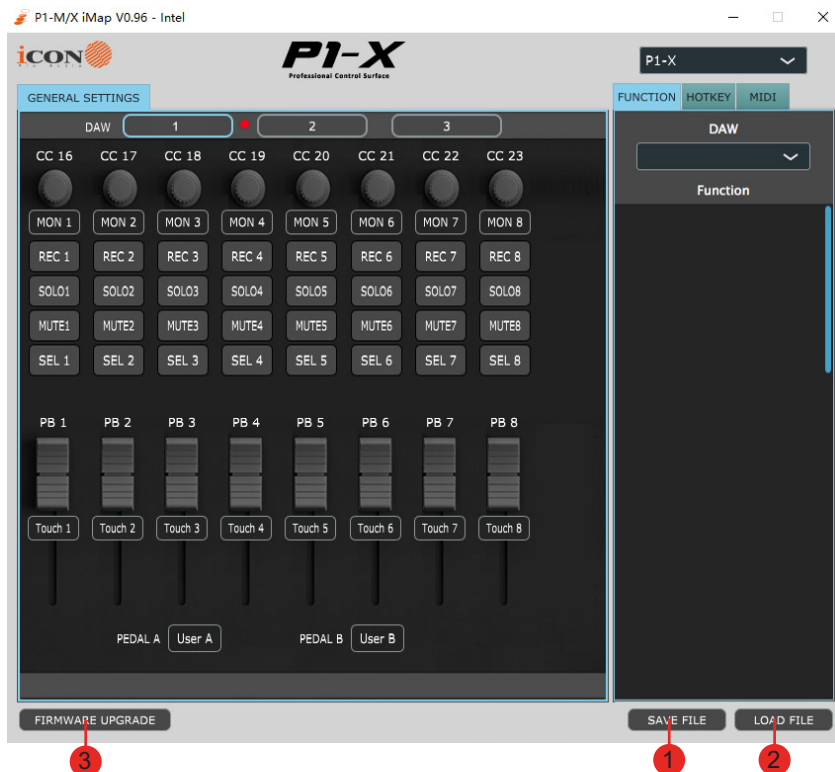 P1-M/X iMap V0.96 - Intel
icon
Pro Audio
P1-X
Professional Control Surface
P1-X
GENERAL SETTINGS
FUNCTION HOTKEY MIDI
DAW 1 2 3
DAW
CC 16 CC 17 CC 18 CC 19 CC 20 CC 21 CC 22 CC 23
Function
MON 1 MON 2 MON 3 MON 4 MON 5 MON 6 MON 7 MON 8
REC 1 REC 2 REC 3 REC 4 REC 5 REC 6 REC 7 REC 8
SOLO1 SOLO2 SOLO3 SOLO4 SOLO5 SOLO6 SOLO7 SOLO8
MUTE1 MUTE2 MUTE3 MUTE4 MUTE5 MUTE6 MUTE7 MUTE8
SEL 1 SEL 2 SEL 3 SEL 4 SEL 5 SEL 6 SEL 7 SEL 8
PB 1 PB 2 PB 3 PB 4 PB 5 PB 6 PB 7 PB 8
Touch 1 Touch 2 Touch 3 Touch 4 Touch 5 Touch 6 Touch 7 Touch 8
PEDAL A User A PEDAL B User B
FIRMWARE UPGRADE SAVE FILE LOAD FILE
3 1 2